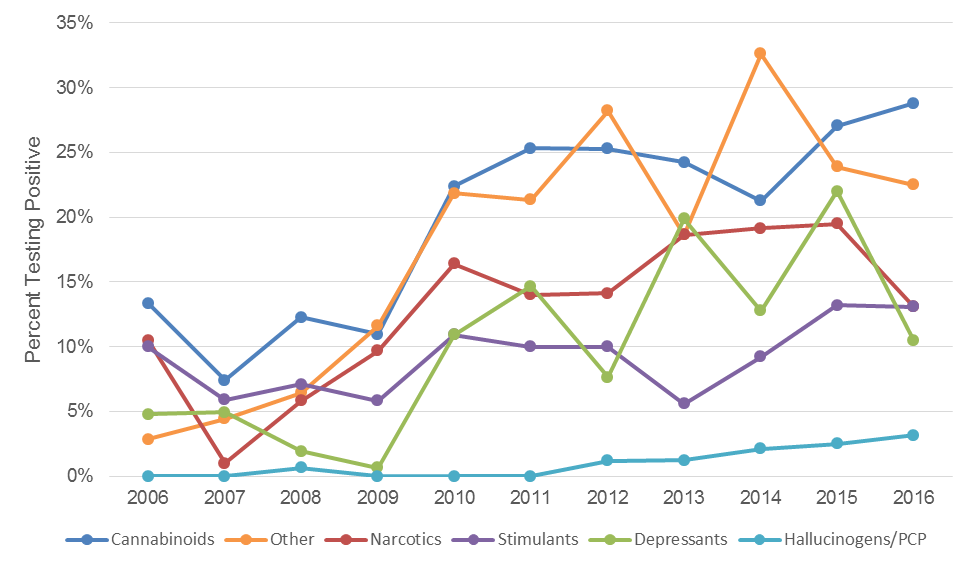 35%
30%
25%
20%
15%
10%
5%
0%
Percent Testing Positive
2006 2007 2008 2009 2010 2011 2012 2013 2014 2015 2016
Cannabinoids Other Narcotics Stimulants Depressants Hallucinogens/PCP